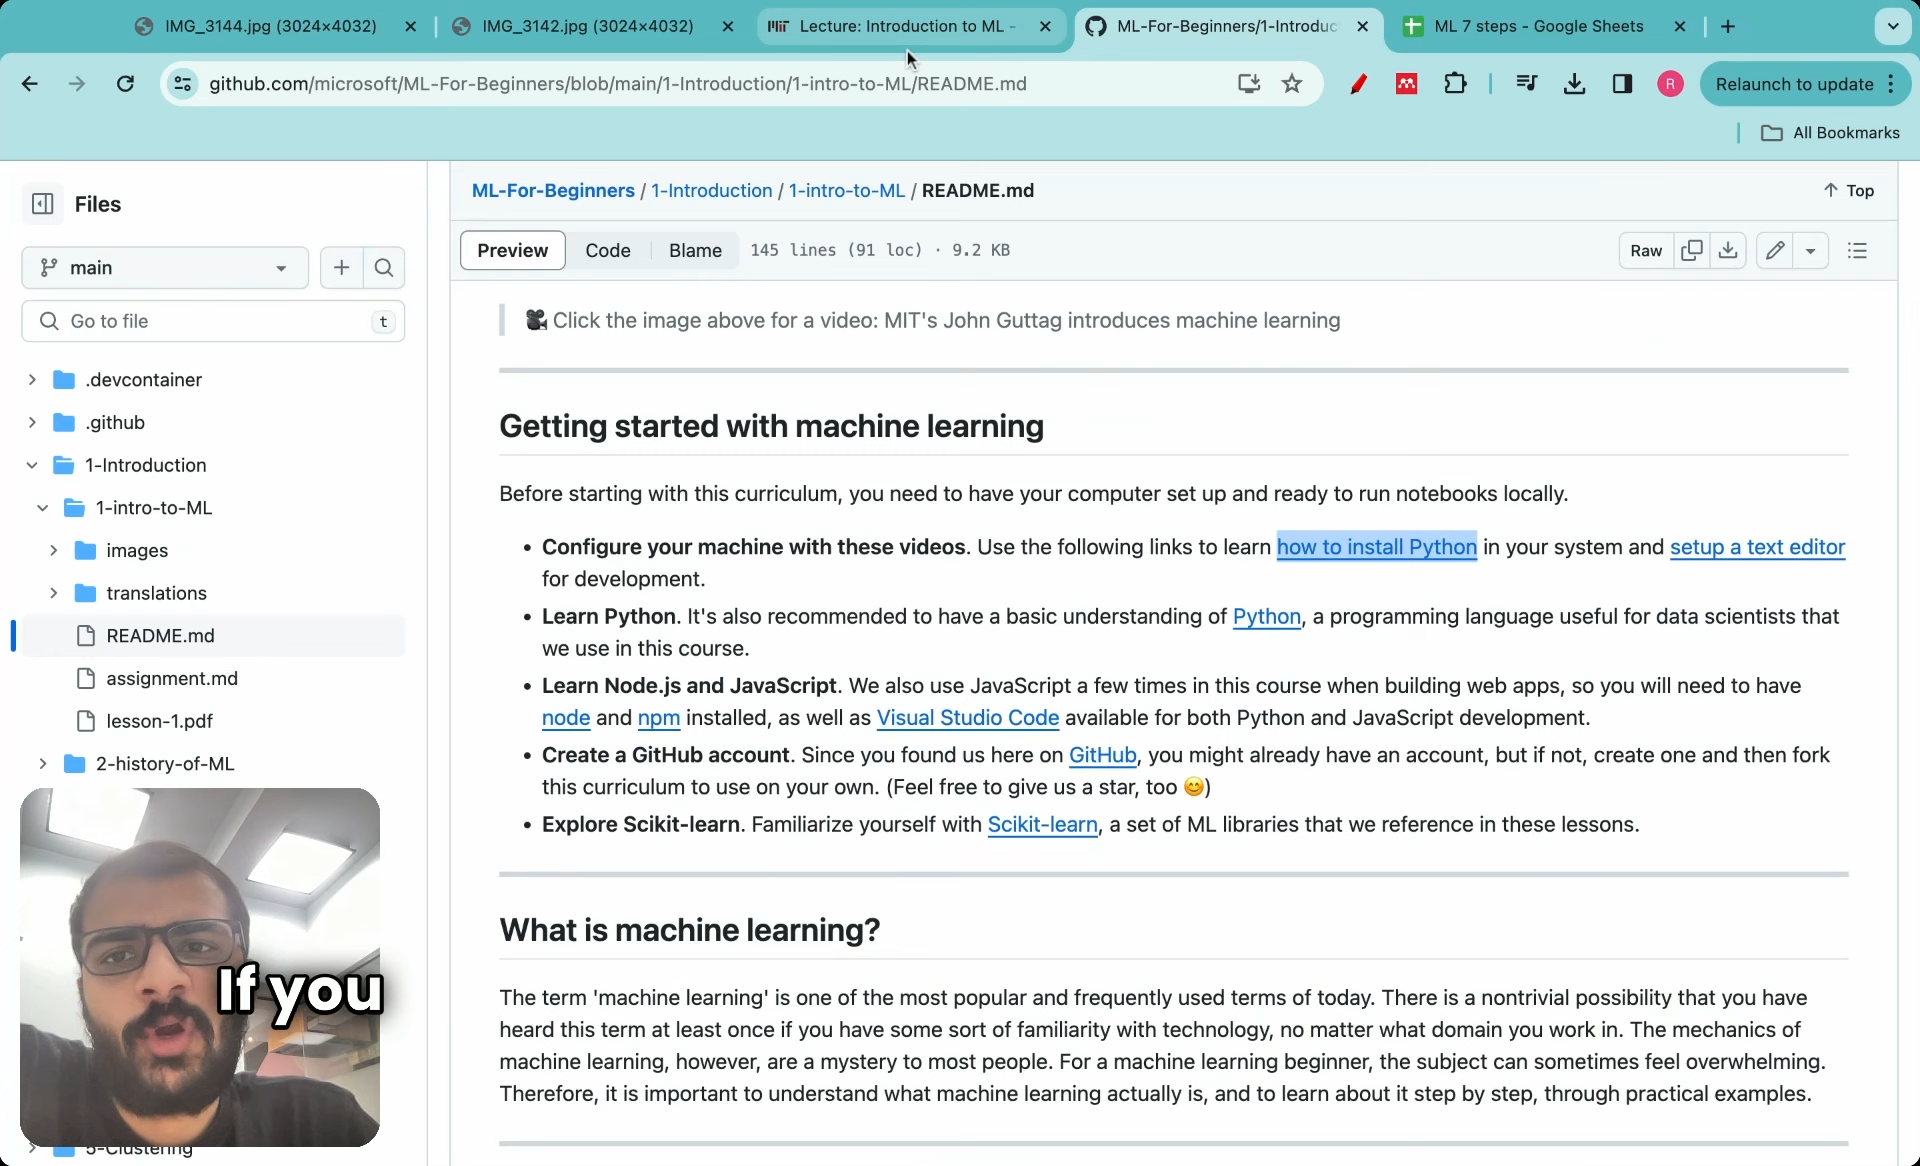 IMG_3144.jpg (3024×4032)
IMG_3142.jpg (3024×4032)
MIT Lecture: Introduction to ML -
ML-For-Beginners/1-Introduc
ML 7 steps - Google Sheets
github.com/microsoft/ML-For-Beginners/blob/main/1-Introduction/1-intro-to-ML/README.md
R
Relaunch to update
All Bookmarks
Files
main
Go to file
t
.devcontainer
.github
1-Introduction
1-intro-to-ML
images
translations
README.md
assignment.md
lesson-1.pdf
2-history-of-ML
5-Clustering
If you
ML-For-Beginners / 1-Introduction / 1-intro-to-ML / README.md
Top
Preview Code Blame 145 lines (91 loc) · 9.2 KB
Raw
🎥 Click the image above for a video: MIT's John Guttag introduces machine learning
Getting started with machine learning
Before starting with this curriculum, you need to have your computer set up and ready to run notebooks locally.
• Configure your machine with these videos. Use the following links to learn how to install Python in your system and setup a text editor
for development.
• Learn Python. It's also recommended to have a basic understanding of Python, a programming language useful for data scientists that
we use in this course.
• Learn Node.js and JavaScript. We also use JavaScript a few times in this course when building web apps, so you will need to have
node and npm installed, as well as Visual Studio Code available for both Python and JavaScript development.
• Create a GitHub account. Since you found us here on GitHub, you might already have an account, but if not, create one and then fork
this curriculum to use on your own. (Feel free to give us a star, too 😊)
• Explore Scikit-learn. Familiarize yourself with Scikit-learn, a set of ML libraries that we reference in these lessons.
What is machine learning?
The term 'machine learning' is one of the most popular and frequently used terms of today. There is a nontrivial possibility that you have
heard this term at least once if you have some sort of familiarity with technology, no matter what domain you work in. The mechanics of
machine learning, however, are a mystery to most people. For a machine learning beginner, the subject can sometimes feel overwhelming.
Therefore, it is important to understand what machine learning actually is, and to learn about it step by step, through practical examples.